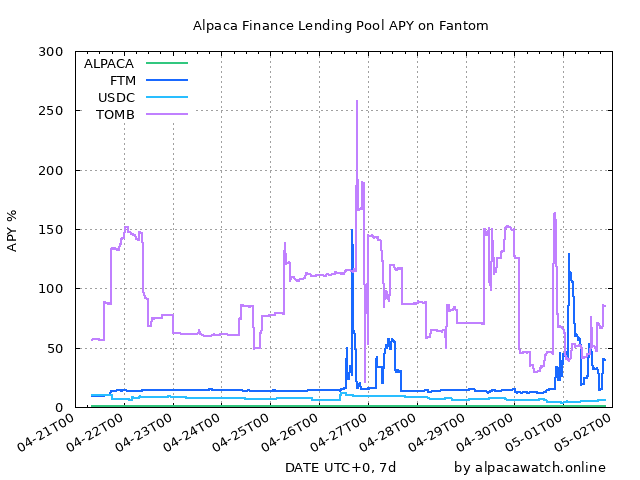 Alpaca Finance Lending Pool APY on Fantom
300
250
200
150
100
50
0
APY %
ALPACA
FTM
USDC
TOMB
04-21T00
04-22T00
04-23T00
04-24T00
04-25T00
04-26T00
04-27T00
04-28T00
04-29T00
04-30T00
05-01T00
05-02T00
DATE UTC+0, 7d
by alpacawatch.online